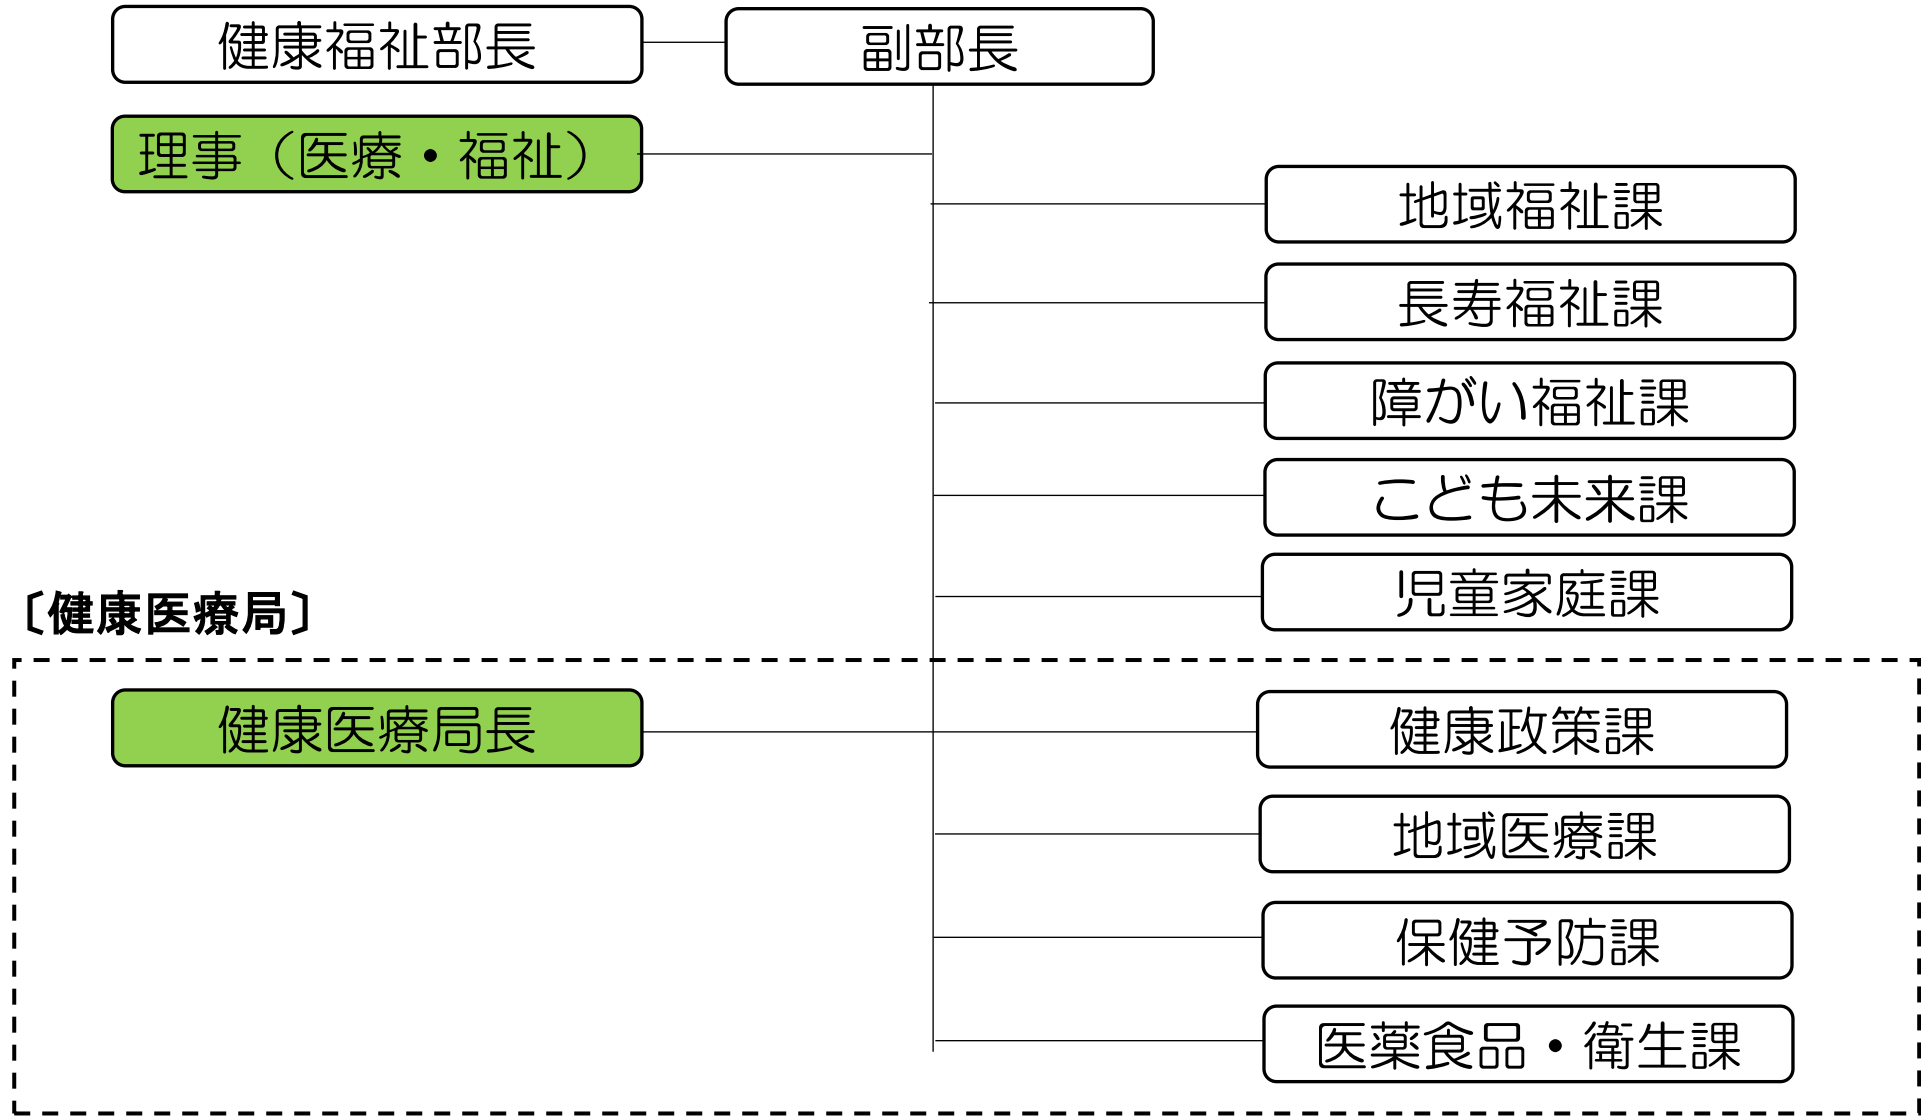 健康福祉部長
副部長
理事（医療・福祉）
地域福祉課
長寿福祉課
障がい福祉課
こども未来課
児童家庭課
〔健康医療局〕
健康医療局長
健康政策課
地域医療課
保健予防課
医薬食品・衛生課